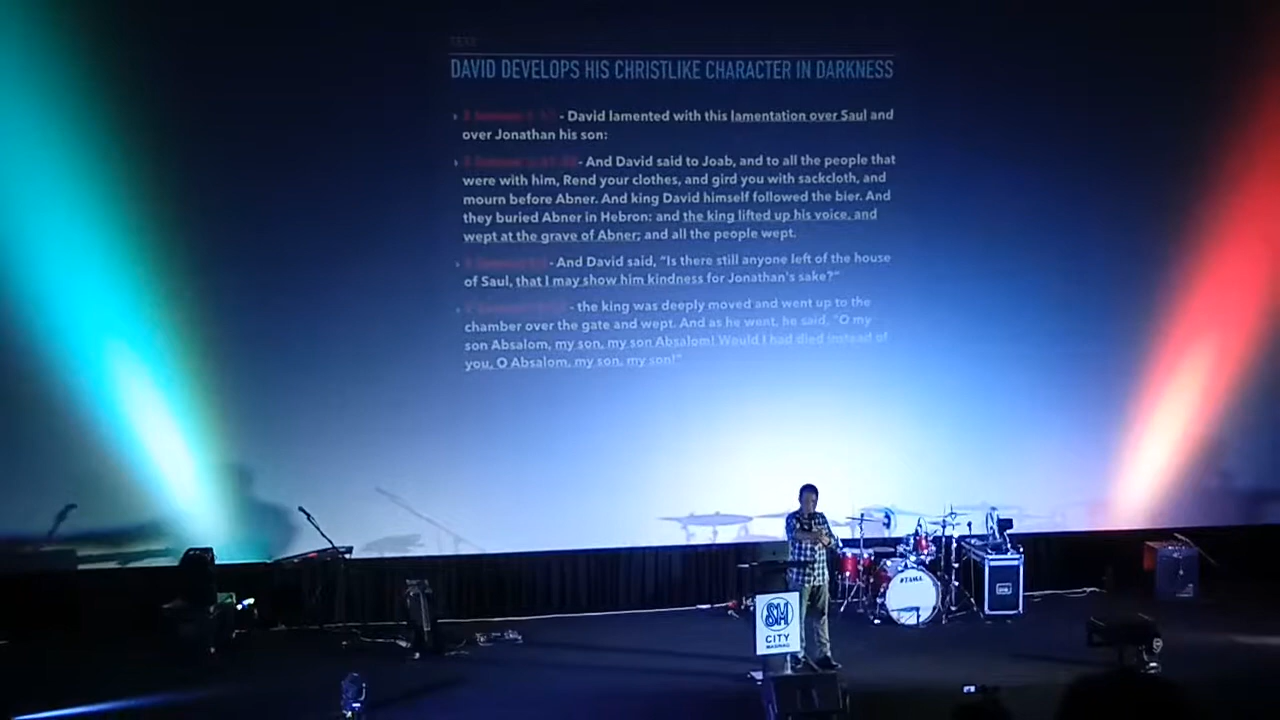 DAVID DEVELOPS HIS CHRISTLIKE CHARACTER IN DARKNESS
- David lamented with this lamentation over Saul and
over Jonathan his son:
- And David said to Joab, and to all the people that
were with him, Rend your clothes, and gird you with sackcloth, and
mourn before Abner. And king David himself followed the bier. And
they buried Abner in Hebron: and the king lifted up his voice, and
wept at the grave of Abner; and all the people wept.
- And David said, “Is there still anyone left of the house
of Saul, that I may show him kindness for Jonathan's sake?”
- the king was deeply moved and went up to the
chamber over the gate and wept. And as he went, he said, “O my
son Absalom, my son, my son Absalom! Would I had died instead of
you, O Absalom, my son, my son!”
TAMA
SM
CITY
MASINAG